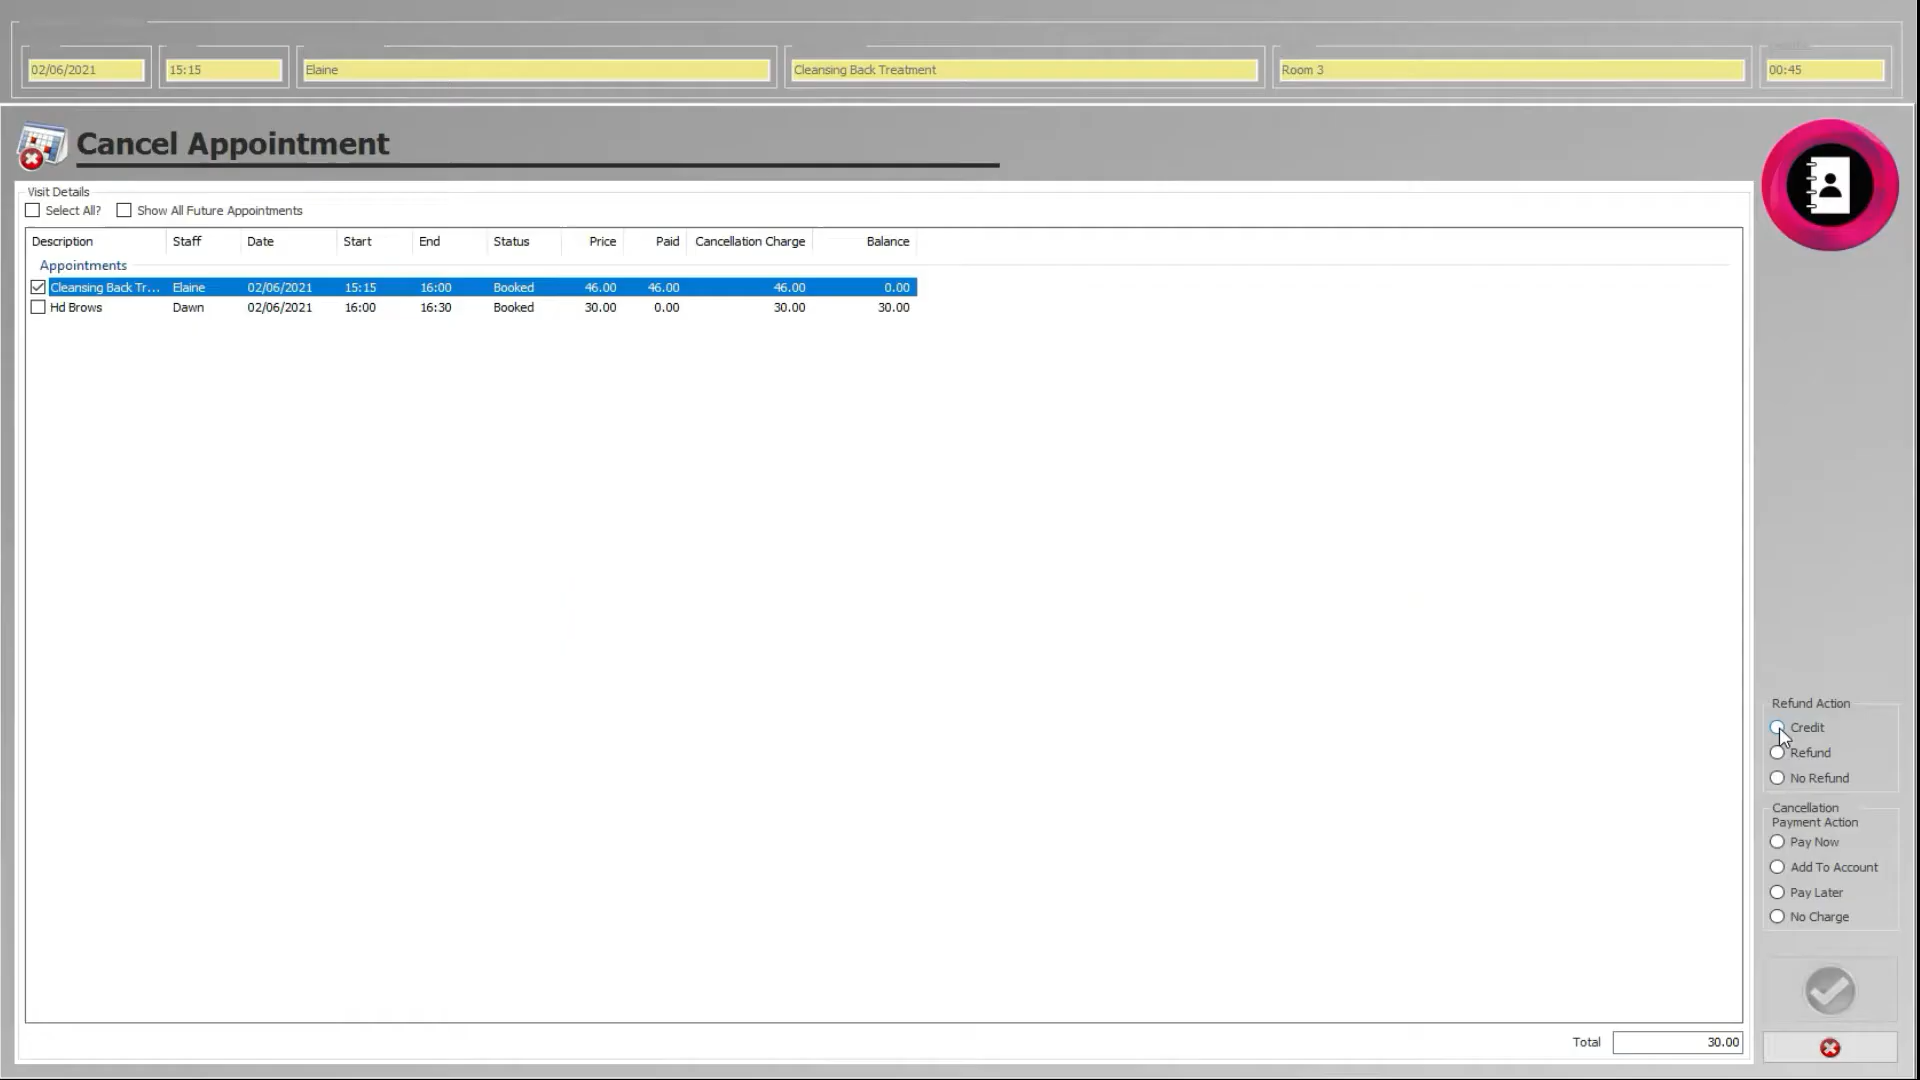 02/06/2021 15:15 Elaine Cleansing Back Treatment Room 3 00:45
Cancel Appointment
Visit Details
Select All? Show All Future Appointments
Description Staff Date Start End Status Price Paid Cancellation Charge Balance
Appointments
Cleansing Back Tr... Elaine 02/06/2021 15:15 16:00 Booked 46.00 46.00 46.00 0.00
Hd Brows Dawn 02/06/2021 16:00 16:30 Booked 30.00 0.00 30.00 30.00
Refund Action
Credit
Refund
No Refund
Cancellation
Payment Action
Pay Now
Add To Account
Pay Later
No Charge
Total 30.00